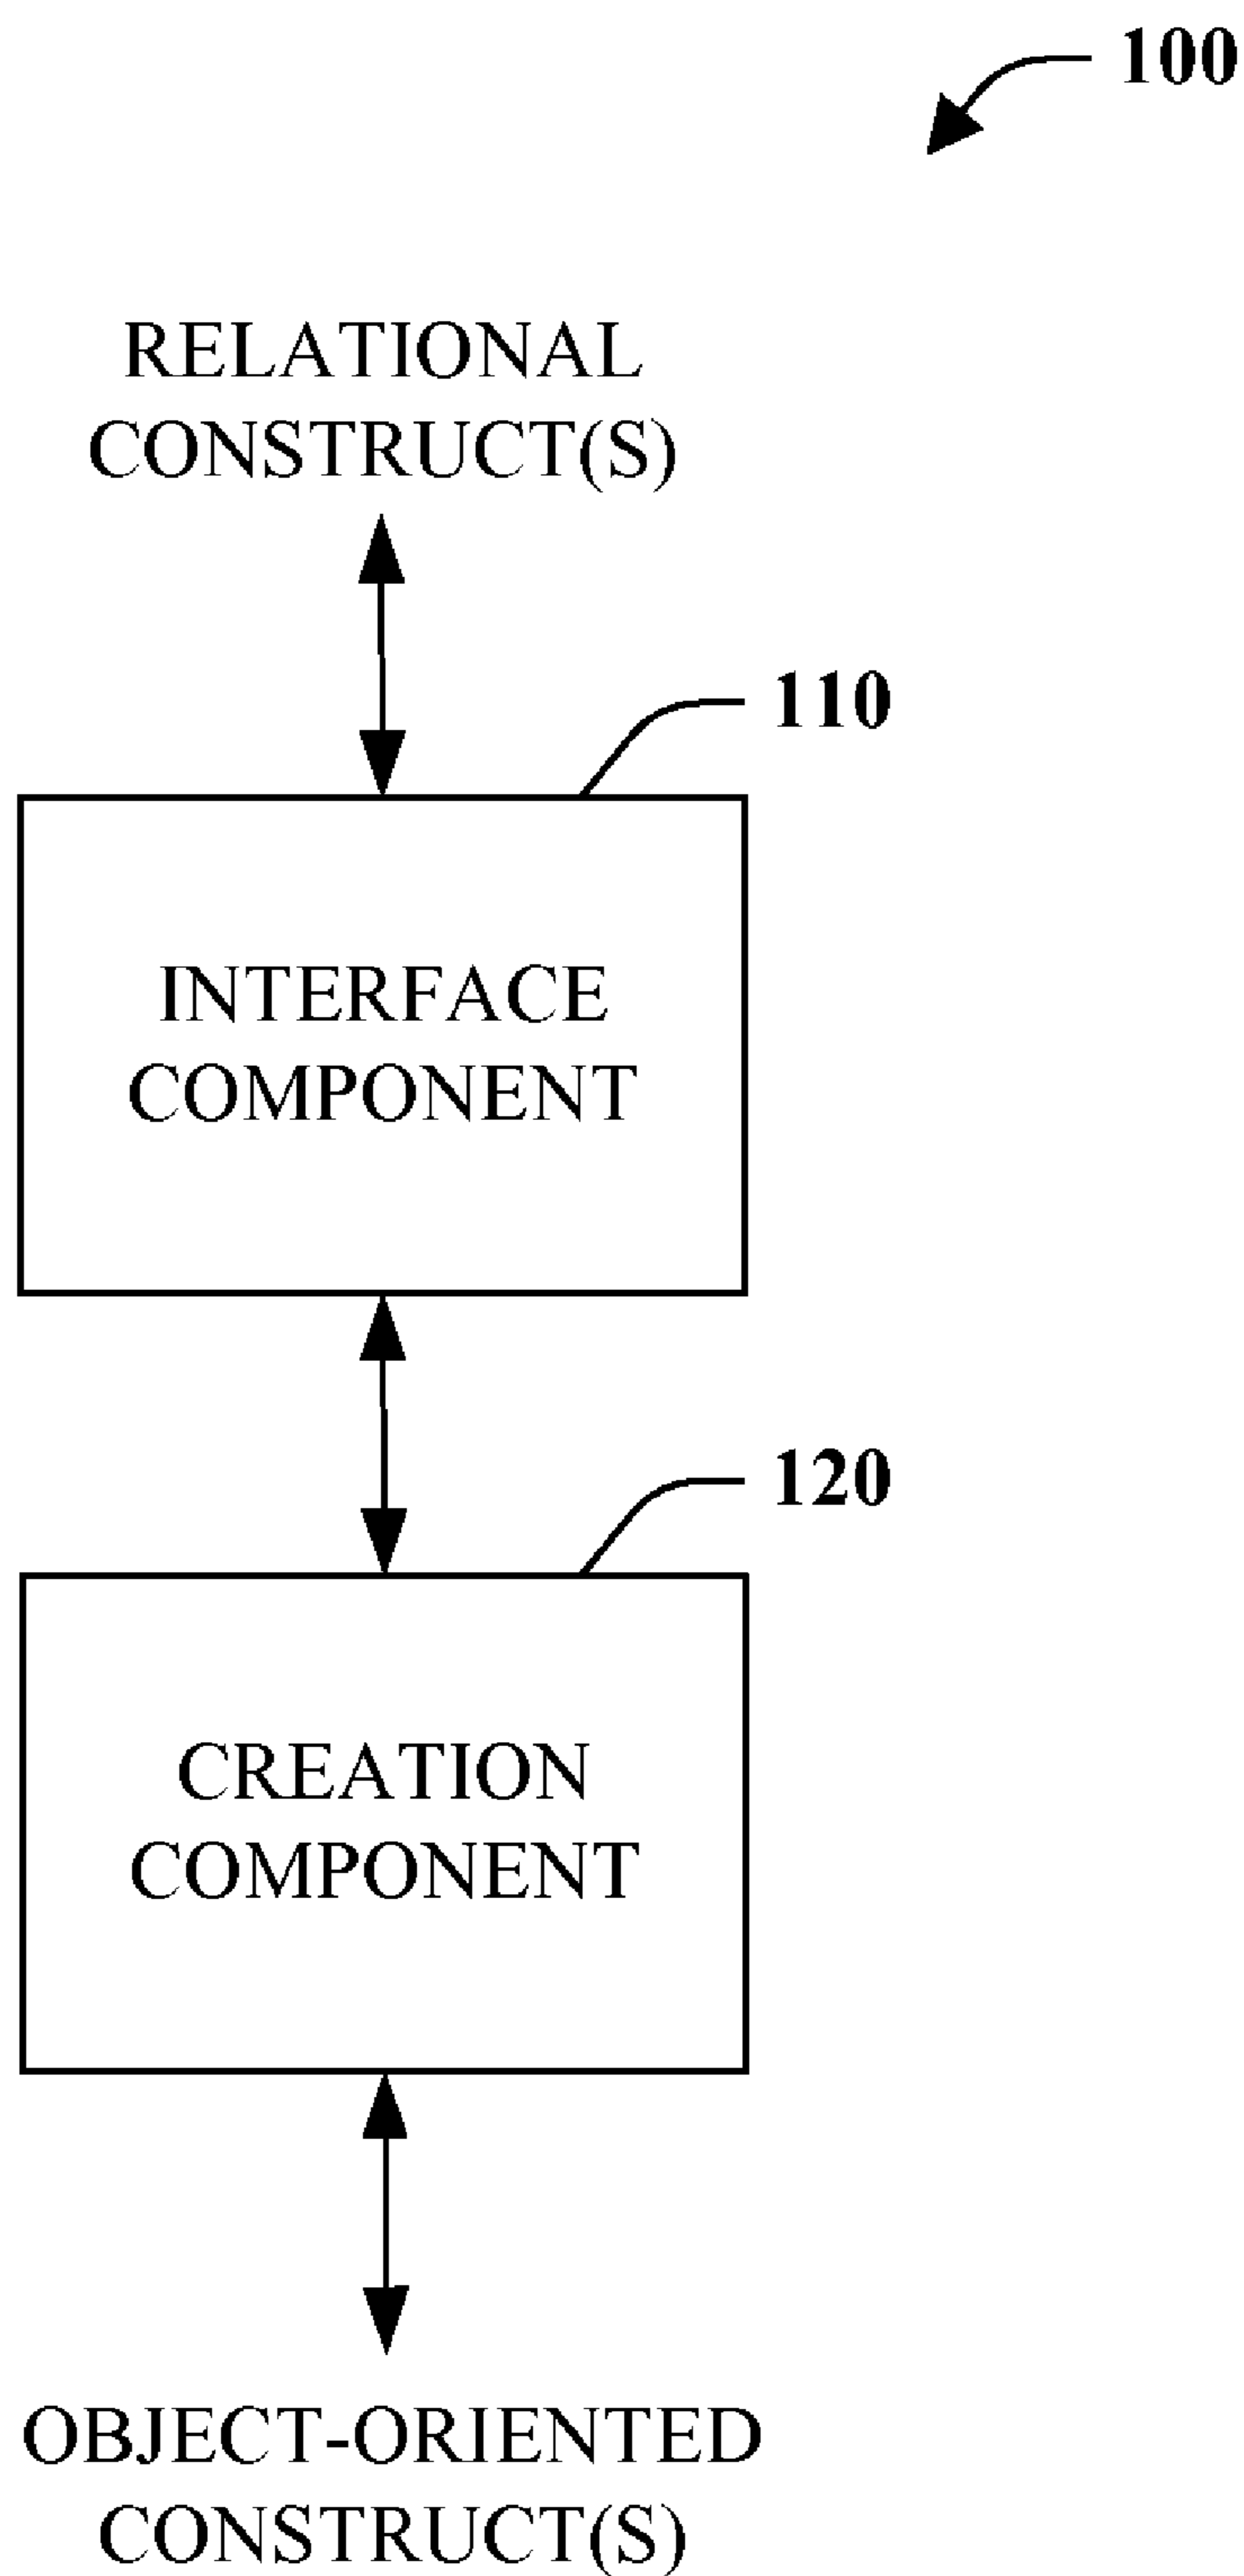 100
RELATIONAL
CONSTRUCT(S)
110
INTERFACE
COMPONENT
120
CREATION
COMPONENT
OBJECT-ORIENTED
CONSTRUCT(S)